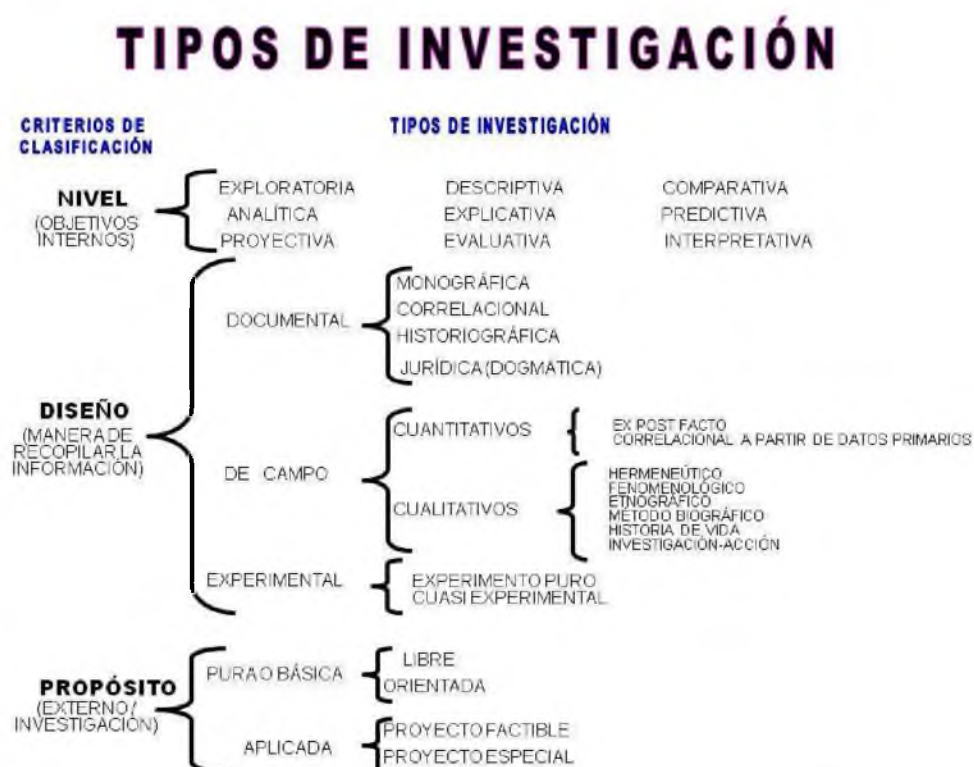 TIPOS DE INVESTIGACIÓN
CRITERIOS DE CLASIFICACIÓN
TIPOS DE INVESTIGACIÓN
NIVEL
(OBJETIVOS
INTERNOS)
EXPLORATORIA DESCRIPTIVA COMPARATIVA
ANALÍTICA EXPLICATIVA PREDICTIVA
PROYECTIVA EVALUATIVA INTERPRETATIVA
DISEÑO
(MANERA DE
RECOPILAR LA
INFORMACIÓN)
DOCUMENTAL
MONOGRÁFICA
CORRELACIONAL
HISTORIOGRÁFICA
JURÍDICA (DOGMÁTICA)
DE CAMPO
CUANTITATIVOS
EX POST FACTO
CORRELACIONAL A PARTIR DE DATOS PRIMARIOS
CUALITATIVOS
HERMENEÚTICO
FENOMENOLÓGICO
ETNOGRÁFICO
MÉTODO BIOGRÁFICO
HISTORIA DE VIDA
INVESTIGACIÓN-ACCIÓN
EXPERIMENTAL
EXPERIMENTO PURO
CUASI EXPERIMENTAL
PROPÓSITO
(EXTERNO /
INVESTIGACIÓN)
PURA O BÁSICA
LIBRE
ORIENTADA
APLICADA
PROYECTO FACTIBLE
PROYECTO ESPECIAL